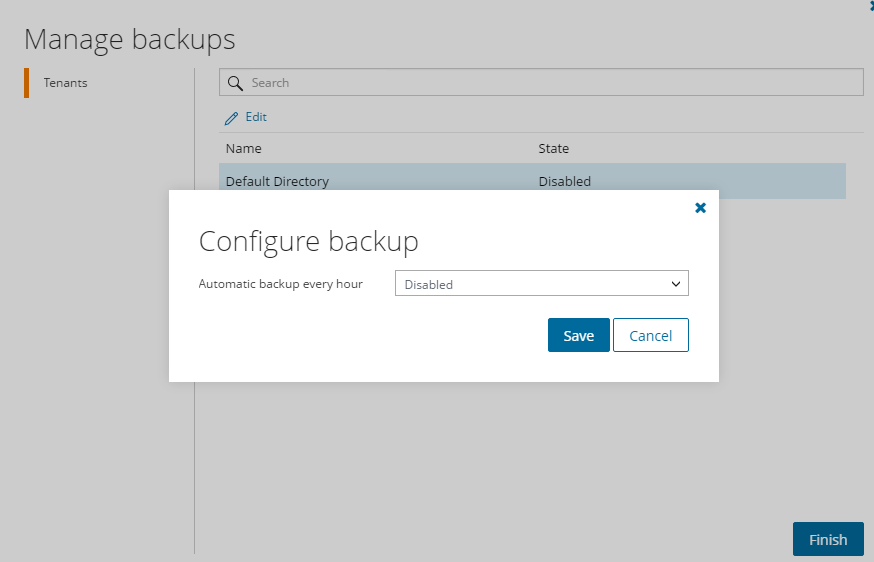 Manage backups
Tenants
Search
Edit
Name State
Default Directory Disabled
Configure backup
Automatic backup every hour Disabled
Save Cancel
Finish